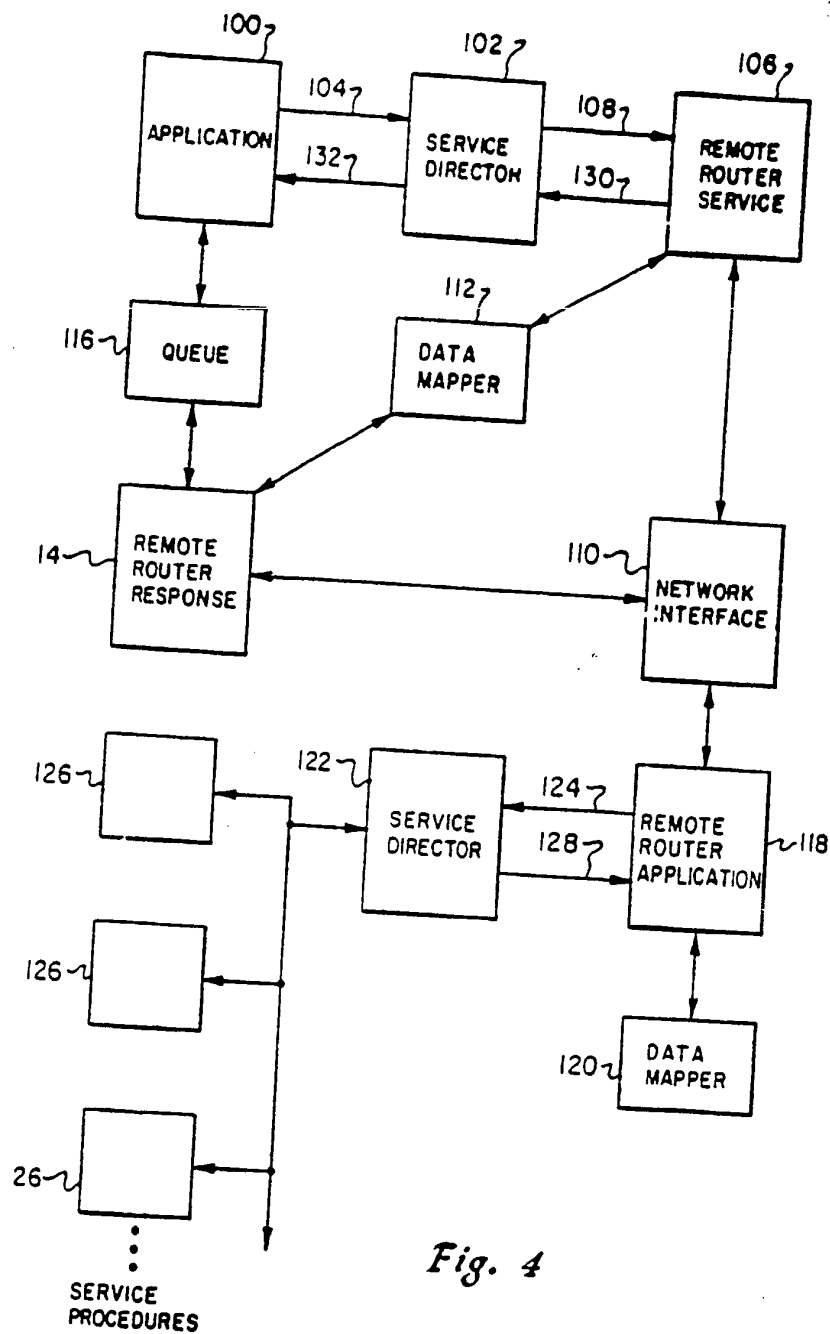 100
102
106
104
108
APPLICATION
SERVICE
DIRECTOR
REMOTE
ROUTER
SERVICE
132
130
112
116
QUEUE
DATA
MAPPER
14
REMOTE
ROUTER
RESPONSE
110
NETWORK
INTERFACE
126
122
SERVICE
DIRECTOR
124
128
REMOTE
ROUTER
APPLICATION
118
126
120
DATA
MAPPER
26
SERVICE
PROCEDURES
Fig. 4